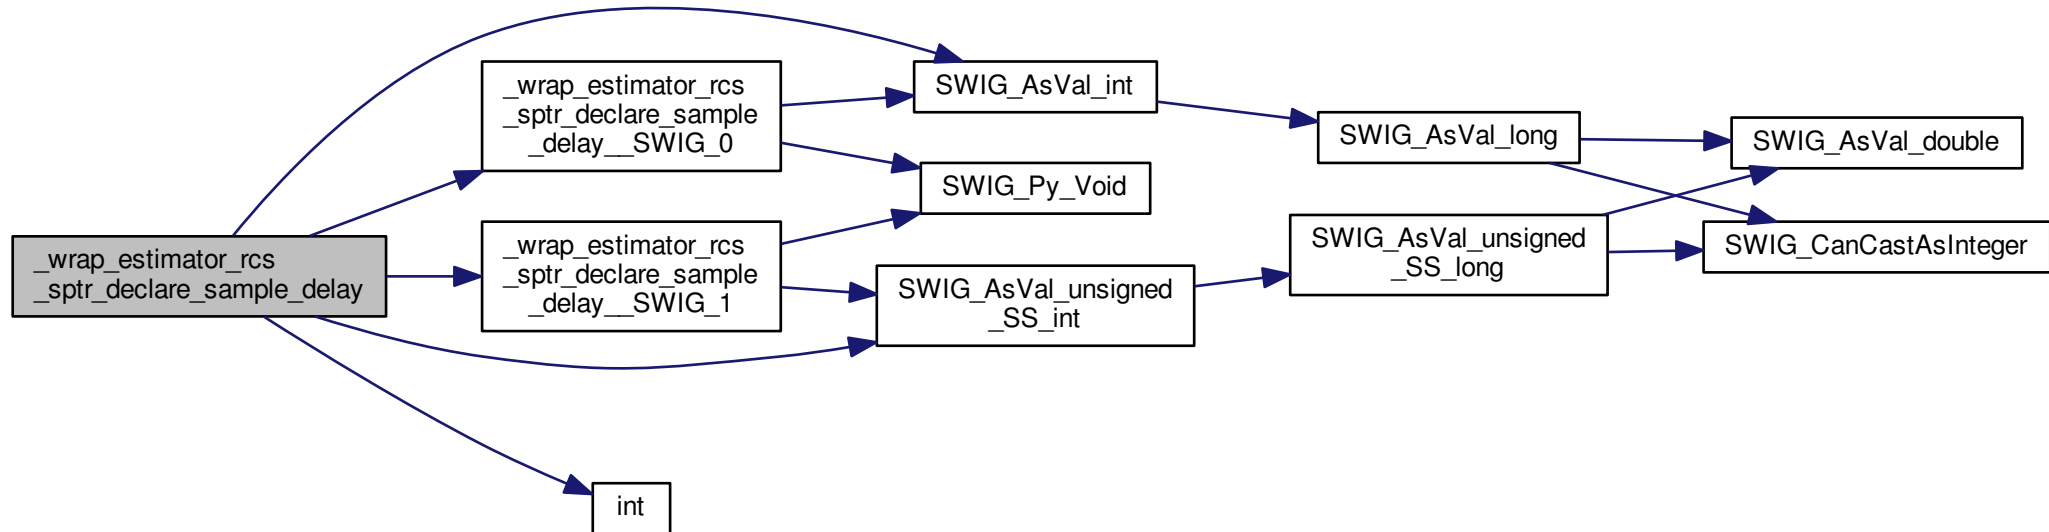 _wrap_estimator_rcs
_sptr_declare_sample_delay
_wrap_estimator_rcs
_sptr_declare_sample
_delay__SWIG_0
_wrap_estimator_rcs
_sptr_declare_sample
_delay__SWIG_1
int
SWIG_AsVal_int
SWIG_Py_Void
SWIG_AsVal_unsigned
_SS_int
SWIG_AsVal_long
SWIG_AsVal_unsigned
_SS_long
SWIG_AsVal_double
SWIG_CanCastAsInteger